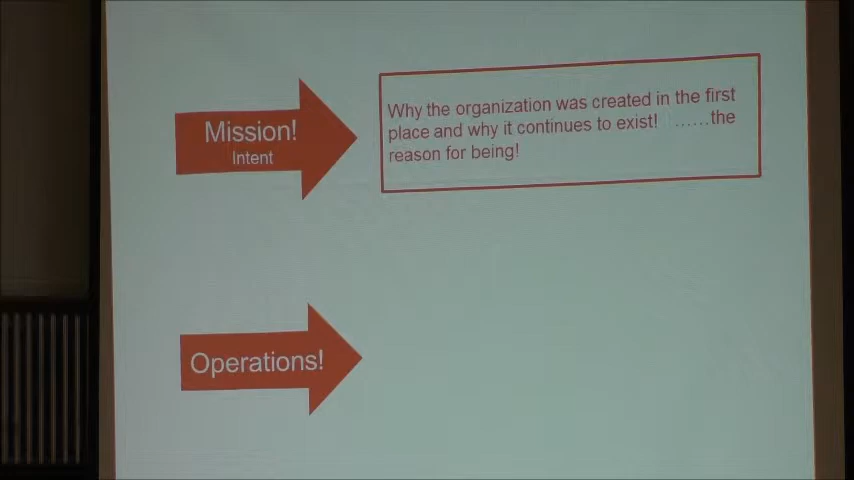 Mission!
Intent
Why the organization was created in the first
place and why it continues to exist! ......the
reason for being!
Operations!